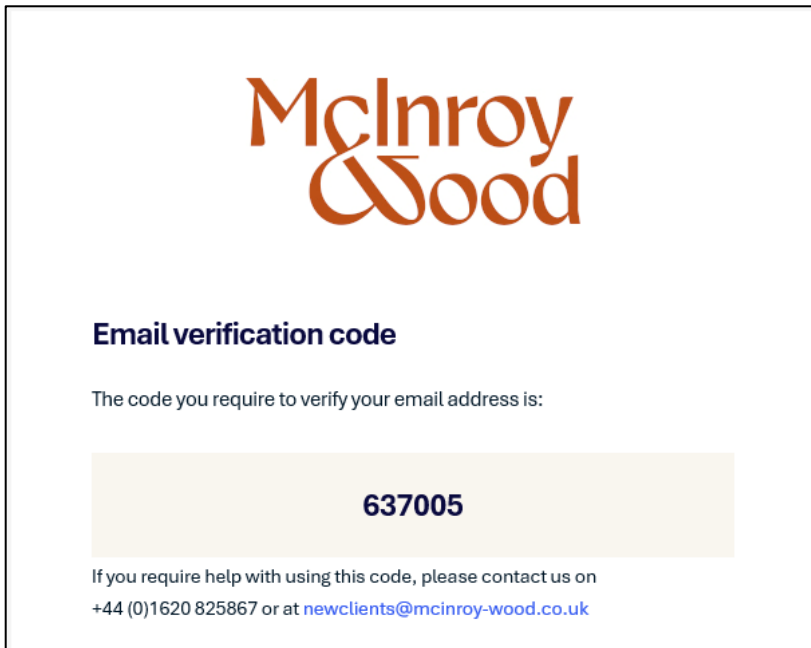 McInroy
& Wood
Email verification code
The code you require to verify your email address is:
637005
If you require help with using this code, please contact us on
+44 (0)1620 825867 or at newclients@mcinroy-wood.co.uk